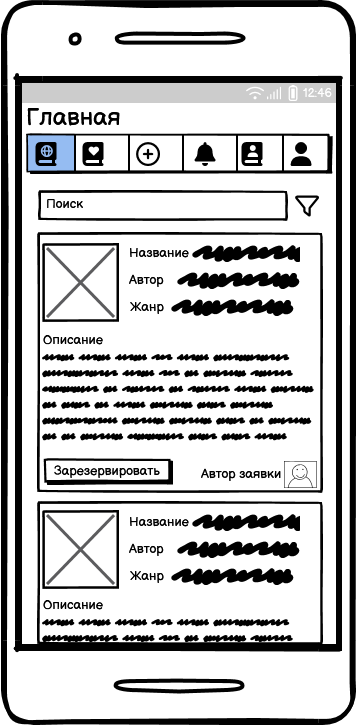 12:46
Главная
Поиск
Название
Автор
Жанр
Описание
Зарезервировать
Автор заявки
Название
Автор
Жанр
Описание